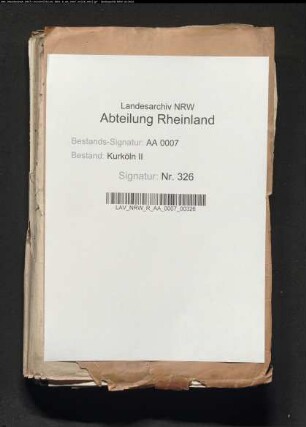 Landesarchiv NRW
Abteilung Rheinland
Bestands-Signatur: AA 0007
Bestand: Kurköln II
Signatur: Nr. 326
LAV_NRW_R_AA_0007_00326